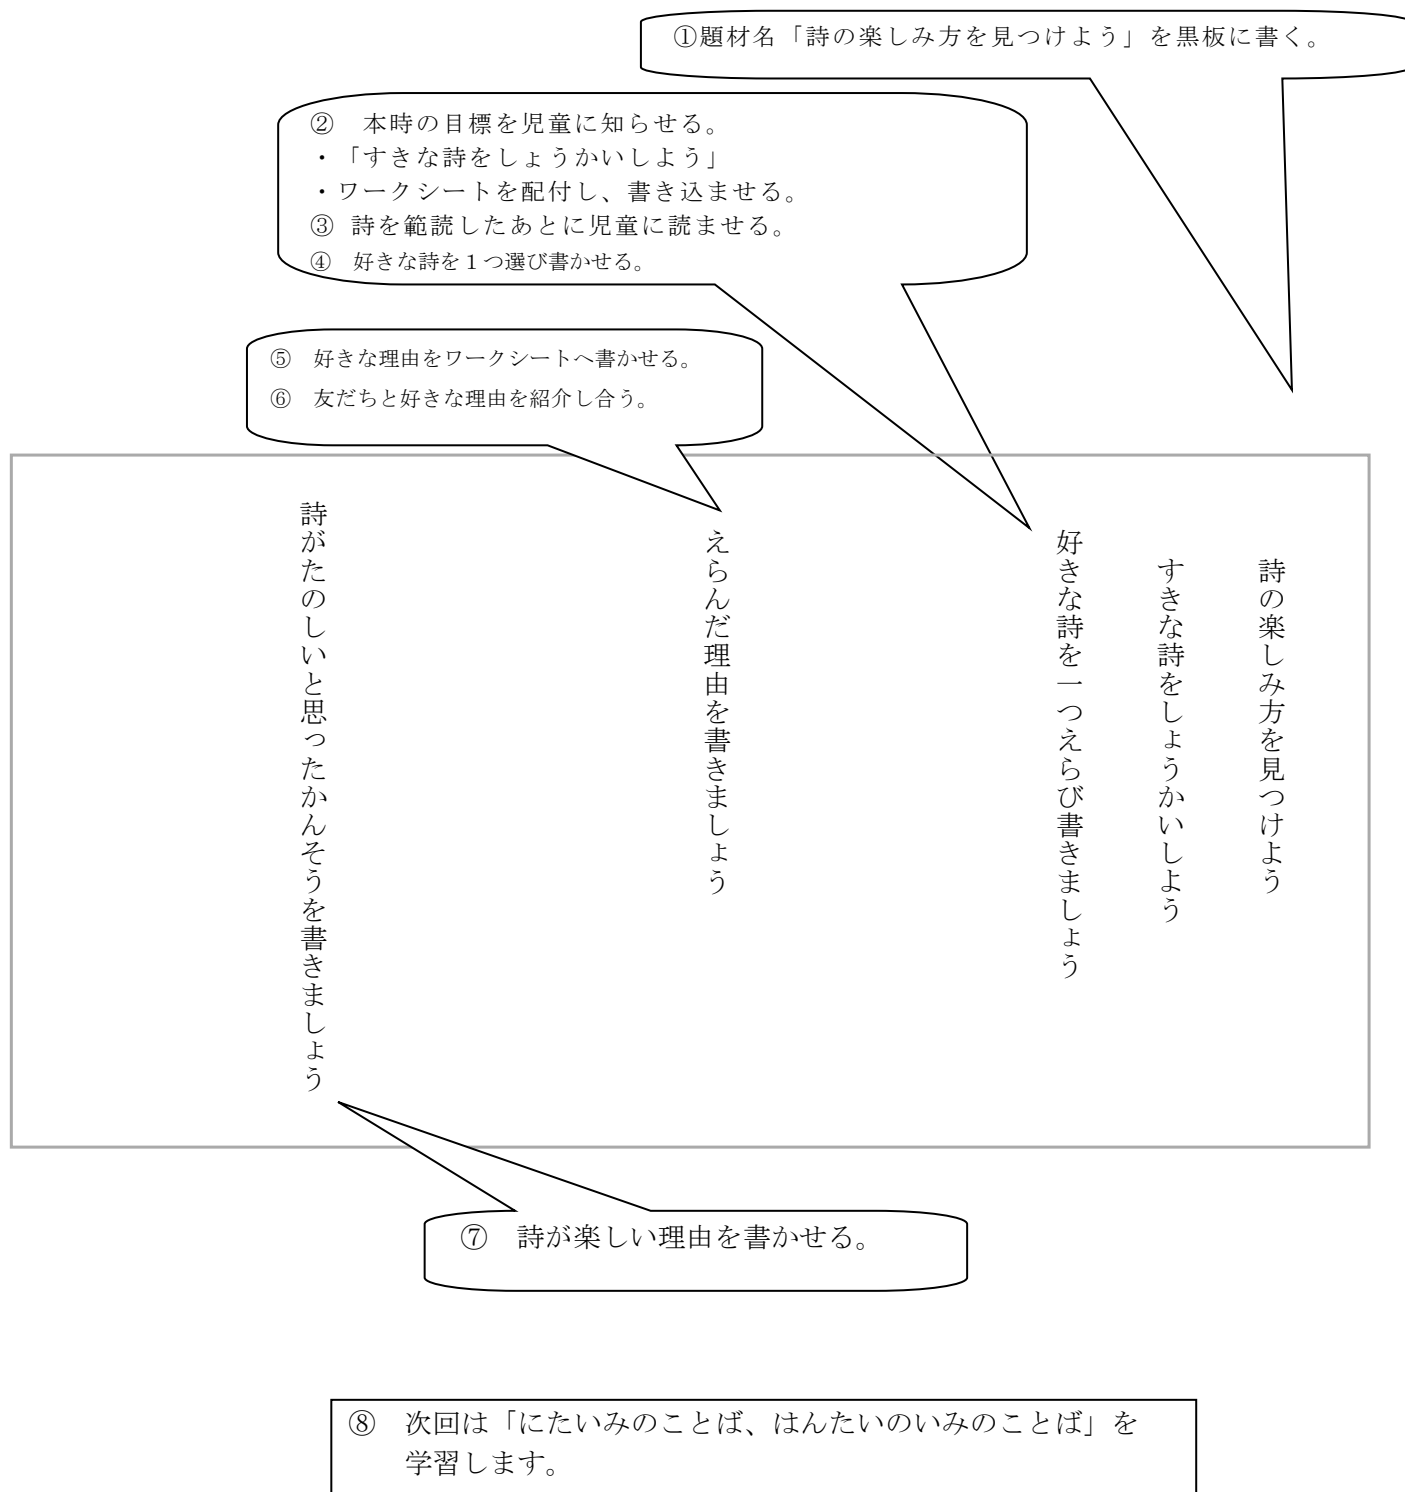 ①題材名「詩の楽しみ方を見つけよう」を黒板に書く。
②　本時の目標を児童に知らせる。
・「すきな詩をしょうかいしよう」
・ワークシートを配付し、書き込ませる。
③ 詩を範読したあとに児童に読ませる。
④　好きな詩を１つ選び書かせる。
⑤　好きな理由をワークシートへ書かせる。
⑥　友だちと好きな理由を紹介し合う。
詩の楽しみ方を見つけよう
すきな詩をしょうかいしよう
好きな詩を一つえらび書きましょう
えらんだ理由を書きましょう
詩がたのしいと思ったかんそうを書きましょう
⑦　詩が楽しい理由を書かせる。
⑧　次回は「にたいみのことば、はんたいのいみのことば」を
学習します。